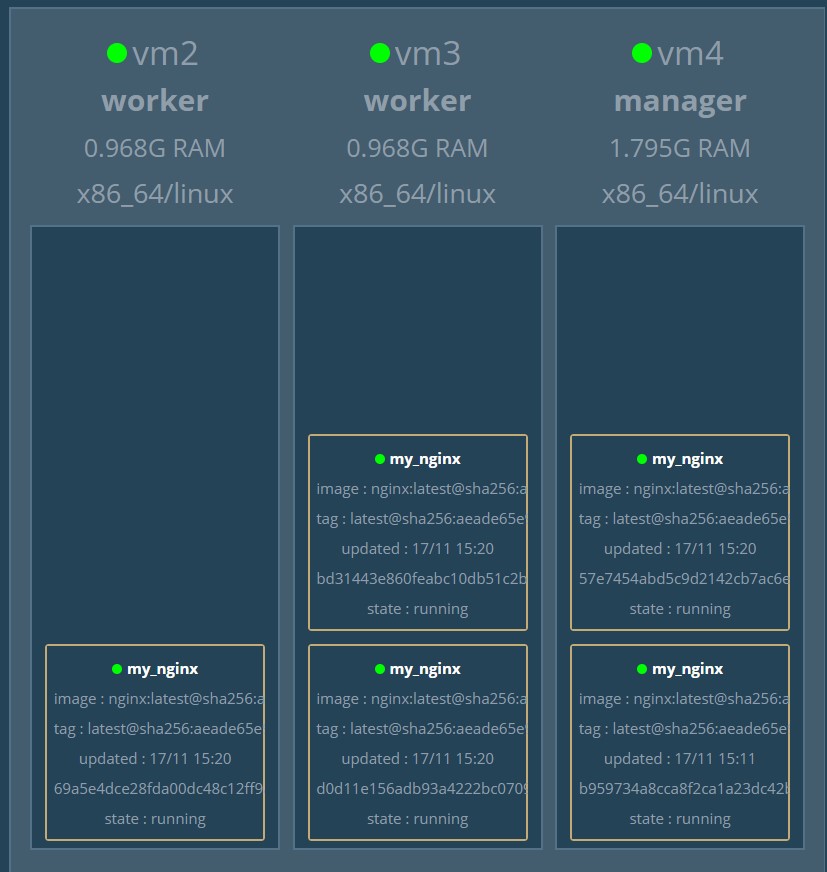 vm2
worker
0.968G RAM
x86_64/linux
my_nginx
image : nginx:latest@sha256:a
tag : latest@sha256:aeade65e
updated : 17/11 15:20
69a5e4dce28fda00dc48c12ff9
state : running
vm3
worker
0.968G RAM
x86_64/linux
my_nginx
image : nginx:latest@sha256:a
tag : latest@sha256:aeade65e
updated : 17/11 15:20
bd31443e860feabc10db51c2b
state : running
my_nginx
image : nginx:latest@sha256:a
tag : latest@sha256:aeade65e
updated : 17/11 15:20
d0d11e156adb93a4222bc0709
state : running
vm4
manager
1.795G RAM
x86_64/linux
my_nginx
image : nginx:latest@sha256:a
tag : latest@sha256:aeade65e
updated : 17/11 15:20
57e7454abd5c9d2142cb7ac6e
state : running
my_nginx
image : nginx:latest@sha256:a
tag : latest@sha256:aeade65e
updated : 17/11 15:11
b959734a8cca8f2ca1a23dc42b
state : running